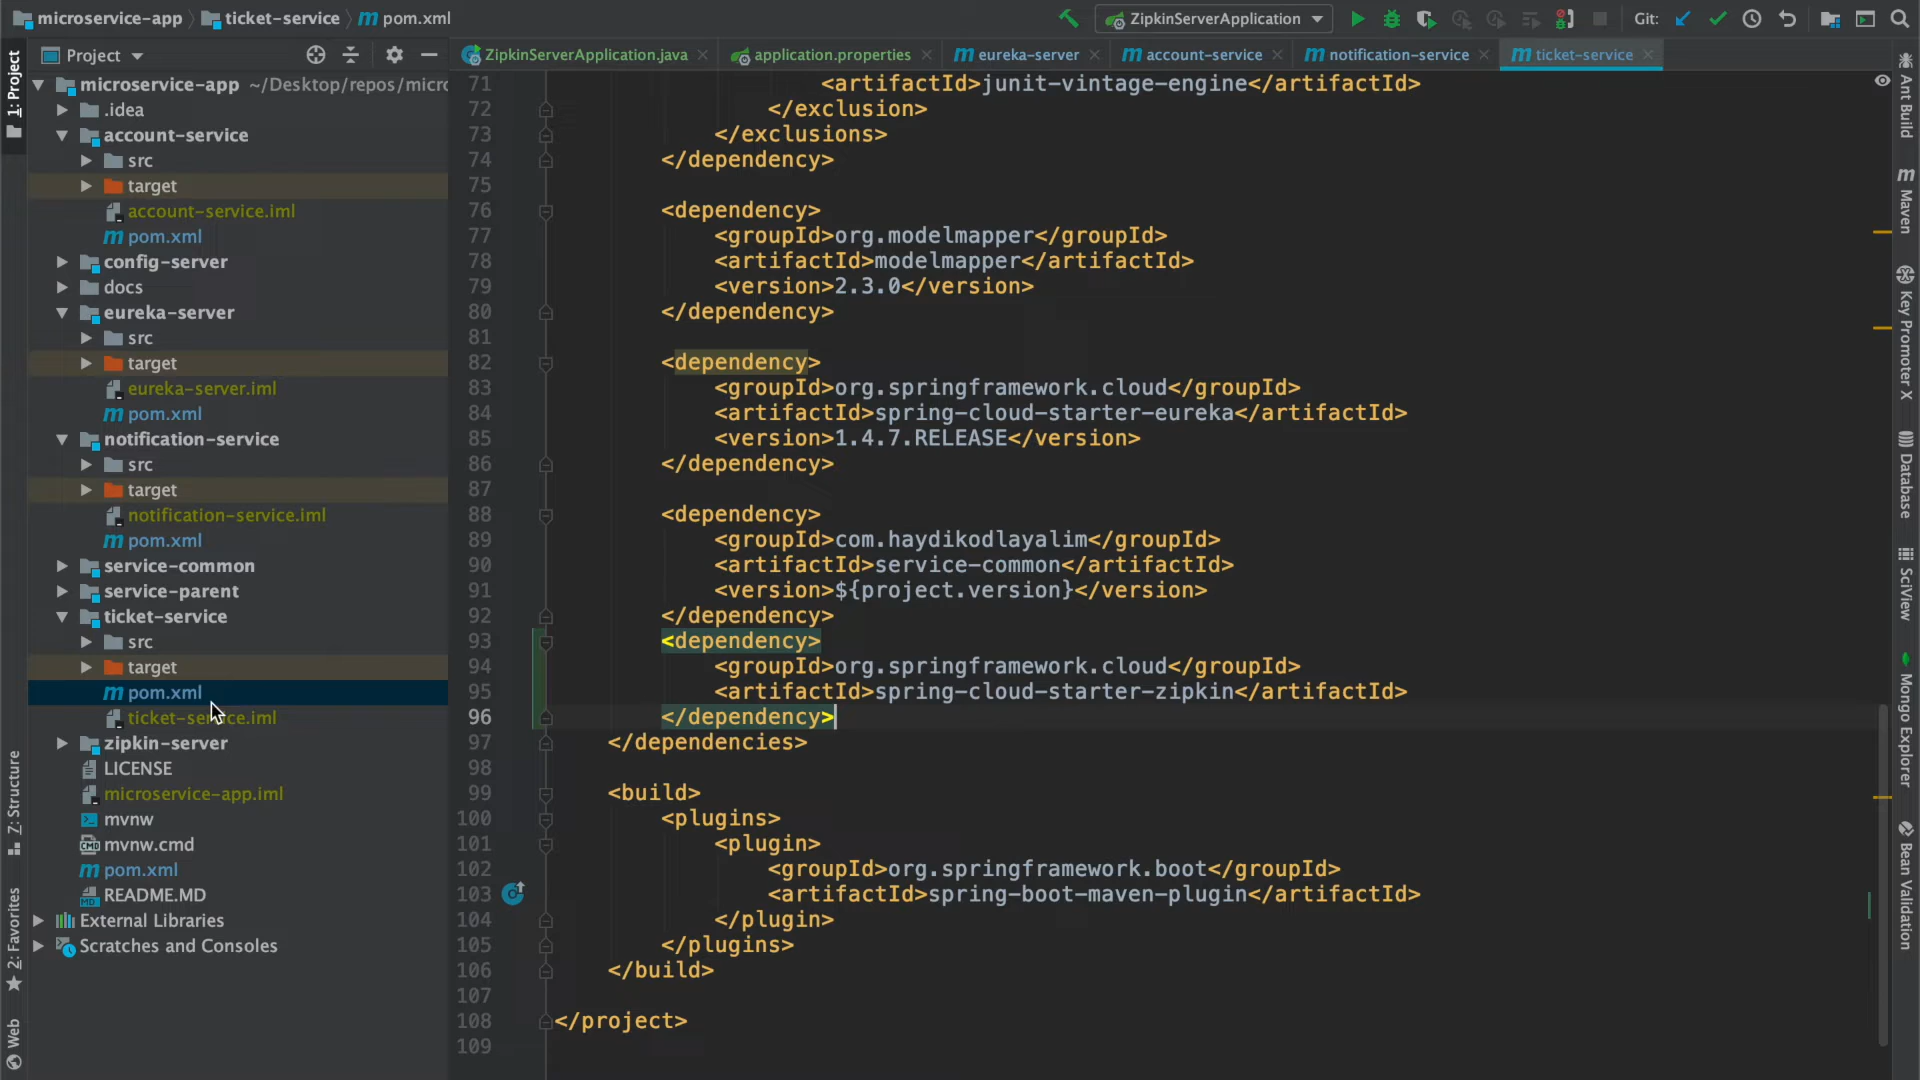 microservice-app ticket-service pom.xml ZipkinServerApplication Git:
1: Project
Project
ZipkinServerApplication.java application.properties eureka-server account-service notification-service ticket-service
microservice-app ~/Desktop/repos/micro
.idea
account-service
src
target
account-service.iml
pom.xml
config-server
docs
eureka-server
src
target
eureka-server.iml
pom.xml
notification-service
src
target
notification-service.iml
pom.xml
service-common
service-parent
ticket-service
src
target
pom.xml
ticket-service.iml
zipkin-server
LICENSE
microservice-app.iml
mvnw
mvnw.cmd
pom.xml
README.MD
External Libraries
Scratches and Consoles
Z: Structure
2: Favorites
Web
71 <artifactId>junit-vintage-engine</artifactId>
72 </exclusion>
73 </exclusions>
74 </dependency>
75
76 <dependency>
77 <groupId>org.modelmapper</groupId>
78 <artifactId>modelmapper</artifactId>
79 <version>2.3.0</version>
80 </dependency>
81
82 <dependency>
83 <groupId>org.springframework.cloud</groupId>
84 <artifactId>spring-cloud-starter-eureka</artifactId>
85 <version>1.4.7.RELEASE</version>
86 </dependency>
87
88 <dependency>
89 <groupId>com.haydikodlayalim</groupId>
90 <artifactId>service-common</artifactId>
91 <version>${project.version}</version>
92 </dependency>
93 <dependency>
94 <groupId>org.springframework.cloud</groupId>
95 <artifactId>spring-cloud-starter-zipkin</artifactId>
96 </dependency>
97 </dependencies>
98
99 <build>
100 <plugins>
101 <plugin>
102 <groupId>org.springframework.boot</groupId>
103 <artifactId>spring-boot-maven-plugin</artifactId>
104 </plugin>
105 </plugins>
106 </build>
107
108 </project>
109
Ant Build
Maven
Key Promoter X
Database
SciView
Mongo Explorer
Bean Validation